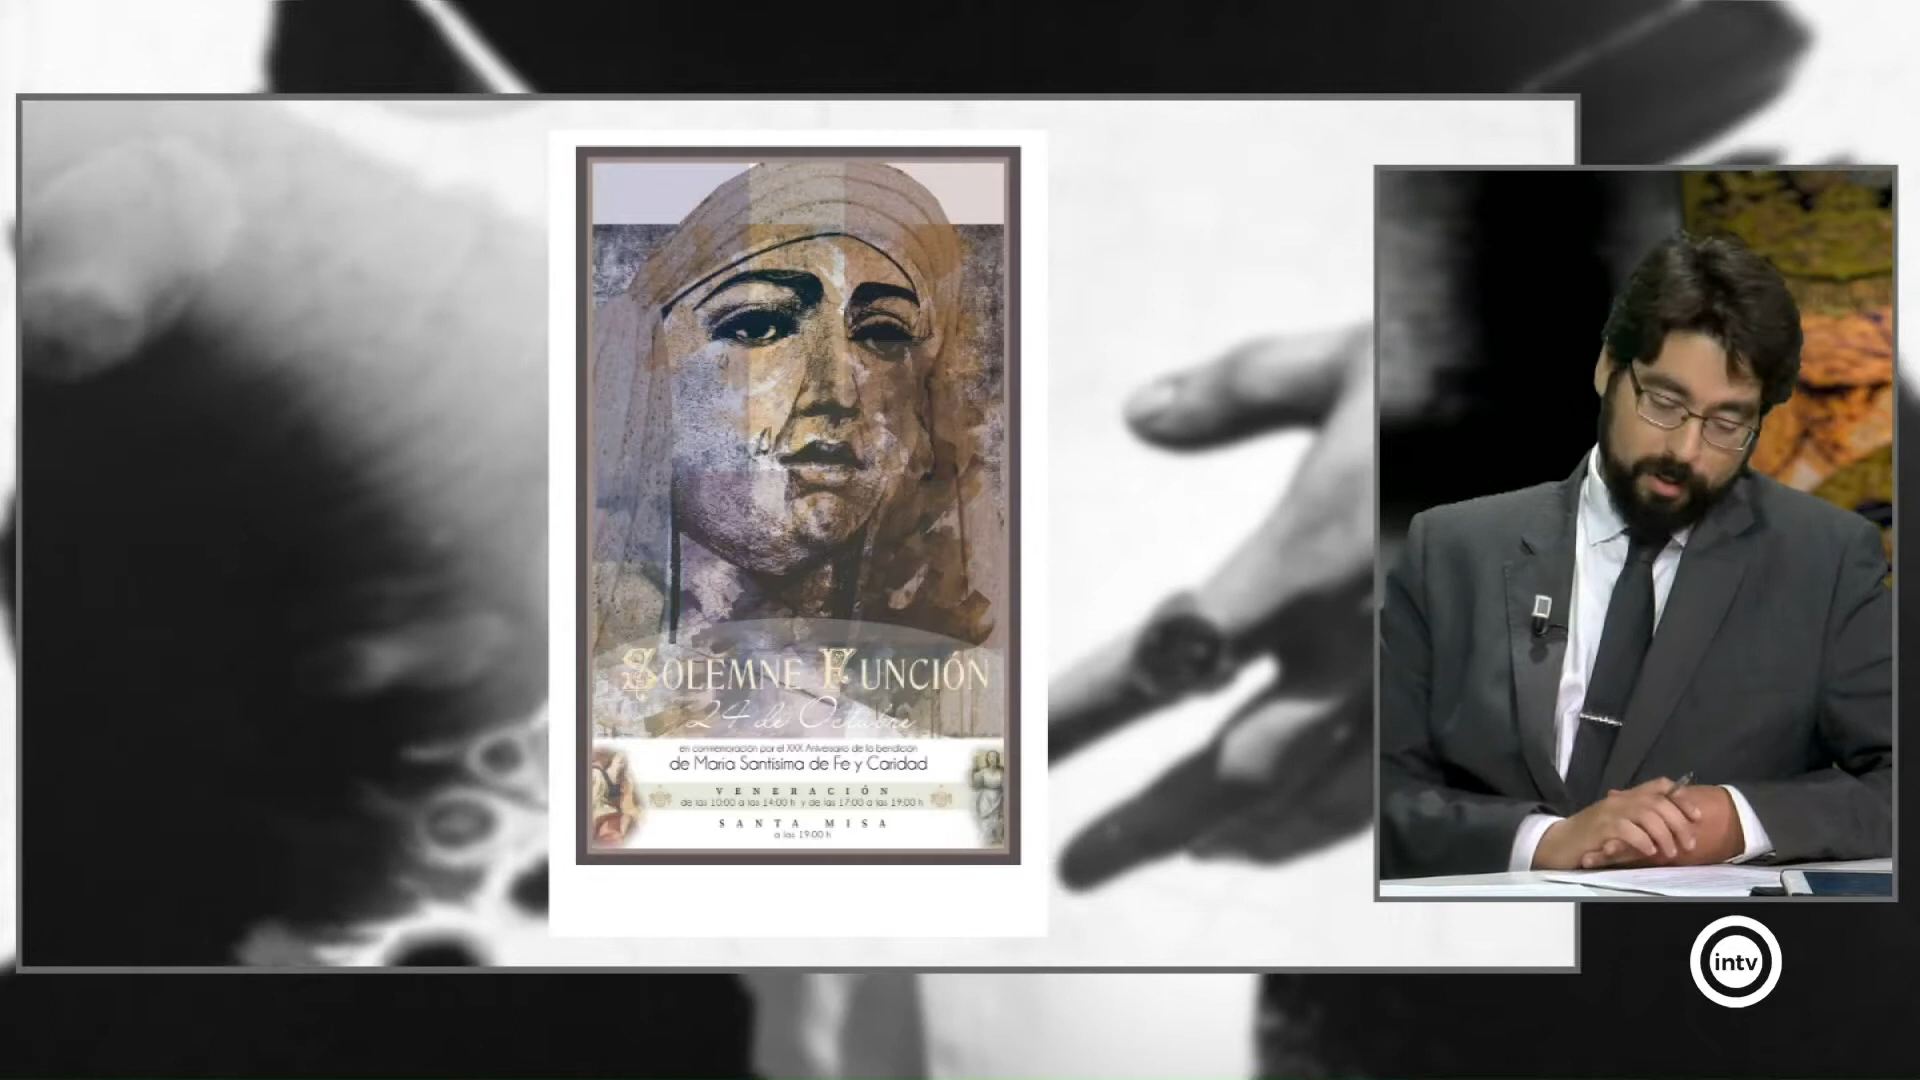 SOLEMNE FUNCIÓN
24 de Octubre
en conmemoración por el XXX Aniversario de la bendición
de Maria Santísima de Fe y Caridad
VENERACIÓN
de las 10:00 a las 14:00 h y de las 17:00 a las 19:00 h
SANTA MISA
a las 19:00 h
intv